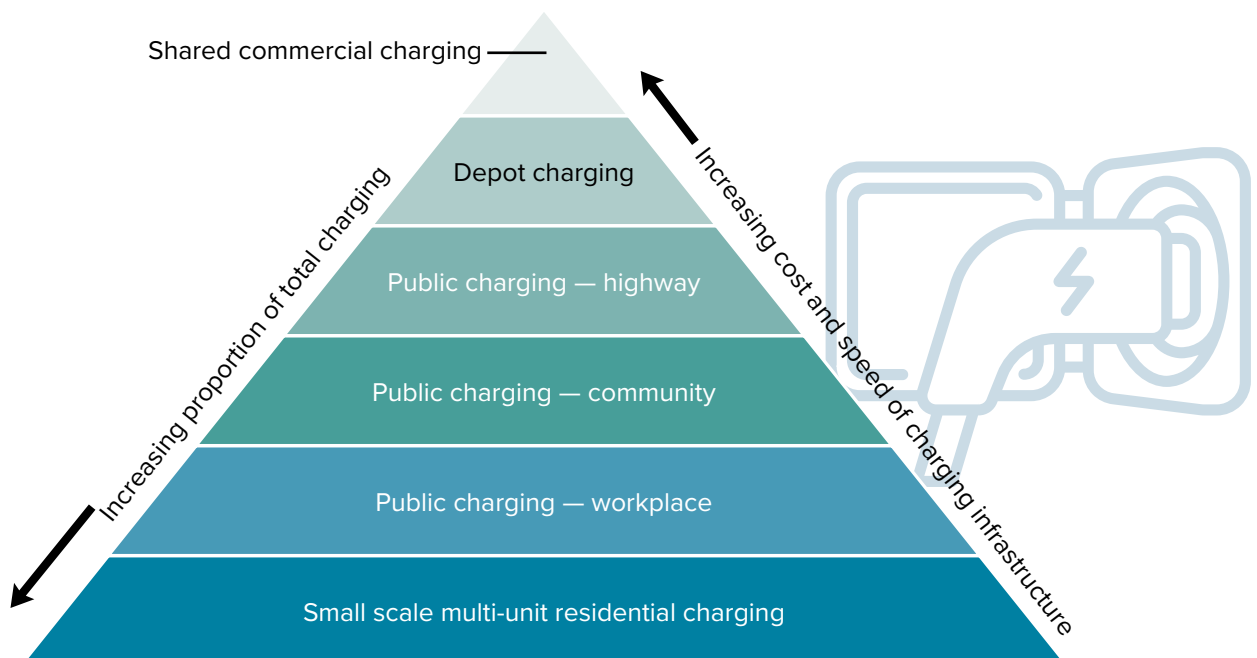 Shared commercial charging
Depot charging
Public charging — highway
Public charging — community
Public charging — workplace
Small scale multi-unit residential charging
Increasing proportion of total charging
Increasing cost and speed of charging infrastructure